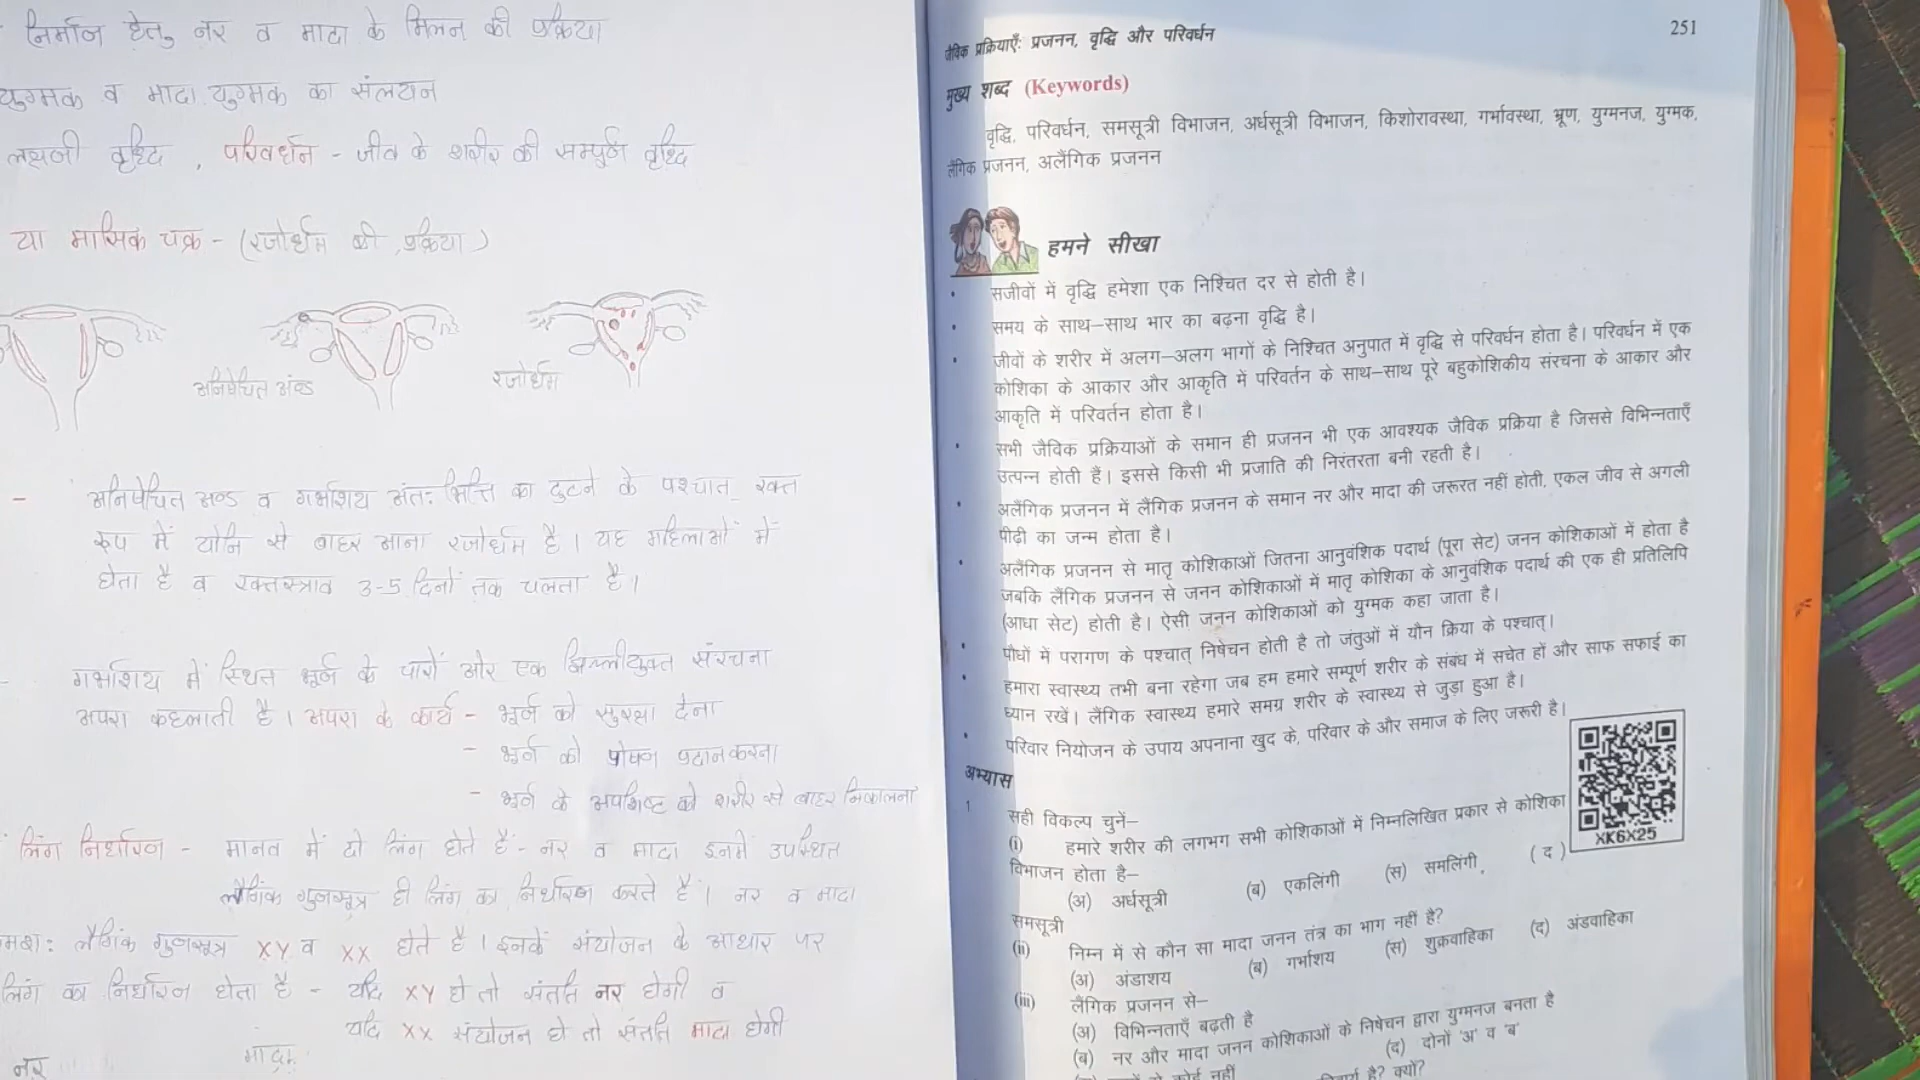 निर्माण हेतु नर व मादा के मिलन की प्रक्रिया
युग्मक व मादा युग्मक का संलयन
वृध्दि , परिवर्धन - जीव के शरीर की सम्पुर्ण वृध्दि
या मासिक चक्र - (रजोर्धम की प्रक्रिया)
अनिषेचित अंण्ड
रजोर्धम
- अनिषेचित अण्ड व गर्भाशय अंतः भित्ति का टुटने के पश्चात रक्त
रूप में योनि से बाहर आना रजोर्धम है। यह महिलाओं में
होता है व रक्तस्त्राव 3-5 दिनों तक चलता है।
गर्भाशय में स्थित भ्रूर्ण के चारों और एक झिल्लीयुक्त संरचना
अपरा कहलाती है। अपरा के कार्य - भ्रूर्ण को सुरक्षा देना
- भ्रूर्ण को पोषण प्रदान करना
- भ्रूर्ण के अपशिष्ट को शरीर से बाहर निकालना
लिंग निर्धारण - मानव में दो लिंग होते हैं - नर व मादा इनमें उपस्थित
लैंगिक गुणसूत्र ही लिंग का निर्धारण करते हैं। नर व मादा
लैगिंक गुणसूत्र XY व XX होते है। इनके संयोजन के आधार पर
लिंग का निर्धारण होता है - यदि XY हो तो संतति नर होगी व
यदि XX संयोजन हो तो संतति मादा होगी
नर मादा
जैविक प्रक्रियाएँ: प्रजनन, वृद्धि और परिवर्धन 251
मुख्य शब्द (Keywords)
वृद्धि, परिवर्धन, समसूत्री विभाजन, अर्धसूत्री विभाजन, किशोरावस्था, गर्भावस्था, भ्रूण, युग्मनज, युग्मक,
लैंगिक प्रजनन, अलैंगिक प्रजनन
हमने सीखा
• सजीवों में वृद्धि हमेशा एक निश्चित दर से होती है।
• समय के साथ–साथ भार का बढ़ना वृद्धि है।
• जीवों के शरीर में अलग–अलग भागों के निश्चित अनुपात में वृद्धि से परिवर्धन होता है। परिवर्धन में एक
कोशिका के आकार और आकृति में परिवर्तन के साथ–साथ पूरे बहुकोशिकीय संरचना के आकार और
आकृति में परिवर्तन होता है।
• सभी जैविक प्रक्रियाओं के समान ही प्रजनन भी एक आवश्यक जैविक प्रक्रिया है जिससे विभिन्नताएँ
उत्पन्न होती हैं। इससे किसी भी प्रजाति की निरंतरता बनी रहती है।
• अलैंगिक प्रजनन में लैंगिक प्रजनन के समान नर और मादा की जरूरत नहीं होती, एकल जीव से अगली
पीढ़ी का जन्म होता है।
• अलैंगिक प्रजनन से मातृ कोशिकाओं जितना आनुवंशिक पदार्थ (पूरा सेट) जनन कोशिकाओं में होता है
जबकि लैंगिक प्रजनन से जनन कोशिकाओं में मातृ कोशिका के आनुवंशिक पदार्थ की एक ही प्रतिलिपि
(आधा सेट) होती है। ऐसी जनन कोशिकाओं को युग्मक कहा जाता है।
• पौधों में परागण के पश्चात् निषेचन होती है तो जंतुओं में यौन क्रिया के पश्चात्।
• हमारा स्वास्थ्य तभी बना रहेगा जब हम हमारे सम्पूर्ण शरीर के संबंध में सचेत हों और साफ सफाई का
ध्यान रखें। लैंगिक स्वास्थ्य हमारे समग्र शरीर के स्वास्थ्य से जुड़ा हुआ है।
• परिवार नियोजन के उपाय अपनाना खुद के, परिवार के और समाज के लिए जरूरी है।
अभ्यास
XK6X25
1 सही विकल्प चुनें–
(i) हमारे शरीर की लगभग सभी कोशिकाओं में निम्नलिखित प्रकार से कोशिका
विभाजन होता है–
(अ) अर्धसूत्री (ब) एकलिंगी (स) समलिंगी, (द)
समसूत्री
(ii) निम्न में से कौन सा मादा जनन तंत्र का भाग नहीं है?
(अ) अंडाशय (ब) गर्भाशय (स) शुक्रवाहिका (द) अंडवाहिका
(iii) लैंगिक प्रजनन से–
(अ) विभिन्नताएँ बढ़ती है
(ब) नर और मादा जनन कोशिकाओं के निषेचन द्वारा युग्मनज बनता है
कोई नहीं (द) दोनों 'अ' व 'ब'
है? क्यों?